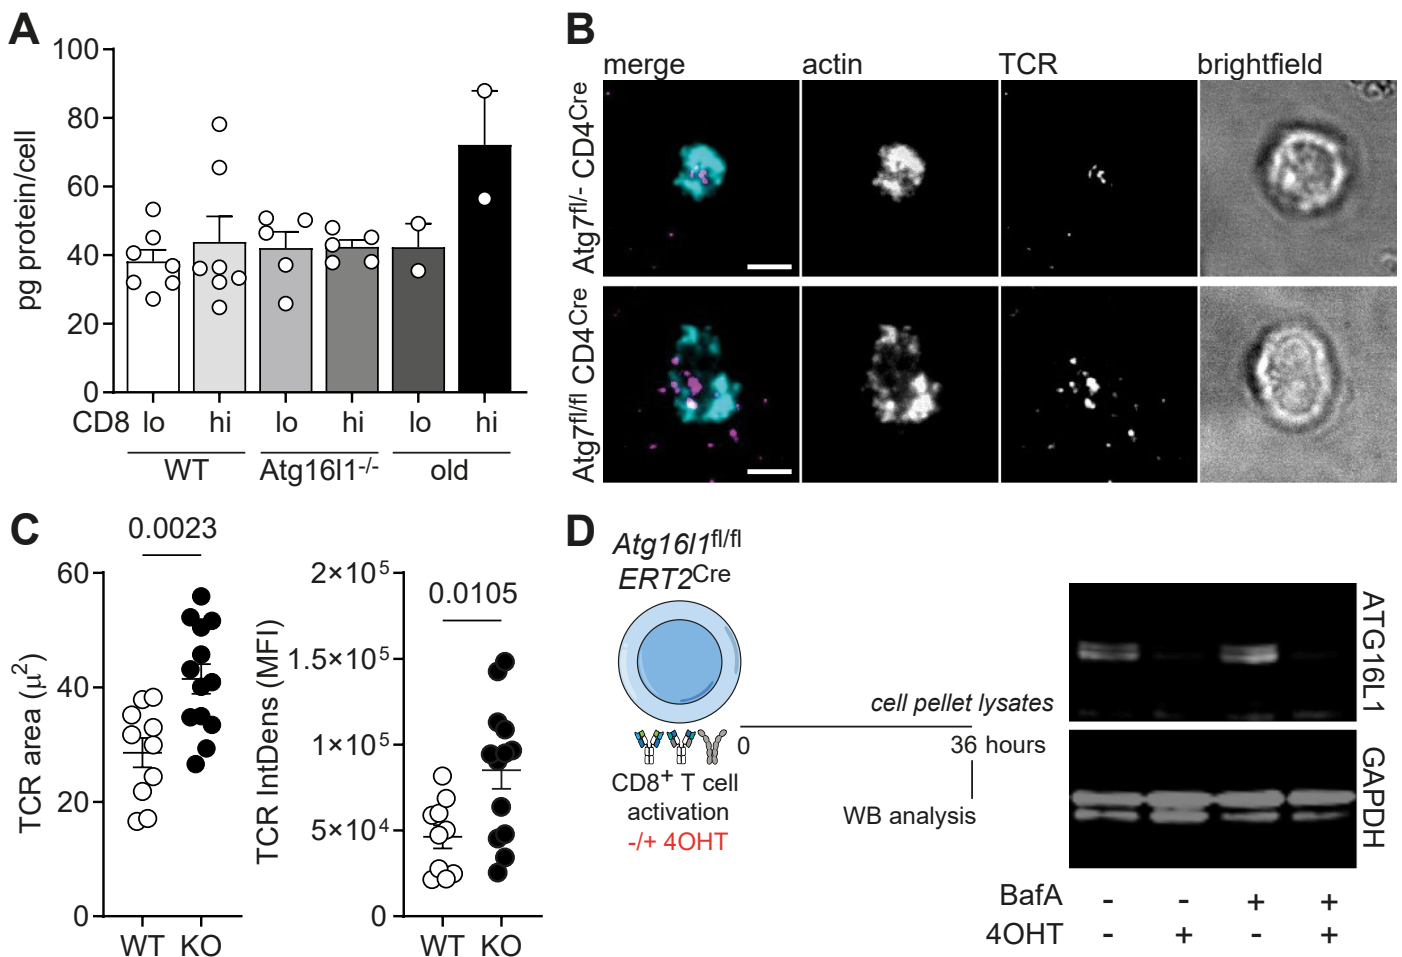 A
pg protein/cell
100
80
60
40
20
0
CD8 lo hi lo hi lo hi
WT Atg16l1-/- old
B
merge actin TCR brightfield
Atg7fl/- CD4Cre
Atg7fl/fl CD4Cre
C
0.0023
TCR area (μ2)
60
40
20
0
WT KO
0.0105
TCR IntDens (MFI)
2×10⁵
1.5×10⁵
1×10⁵
5×10⁴
0
WT KO
D
Atg16l1fl/fl
ERT2Cre
CD8+ T cell
activation
-/+ 4OHT
cell pellet lysates
0 36 hours
WB analysis
ATG16L1
GAPDH
BafA - - + +
4OHT - + - +